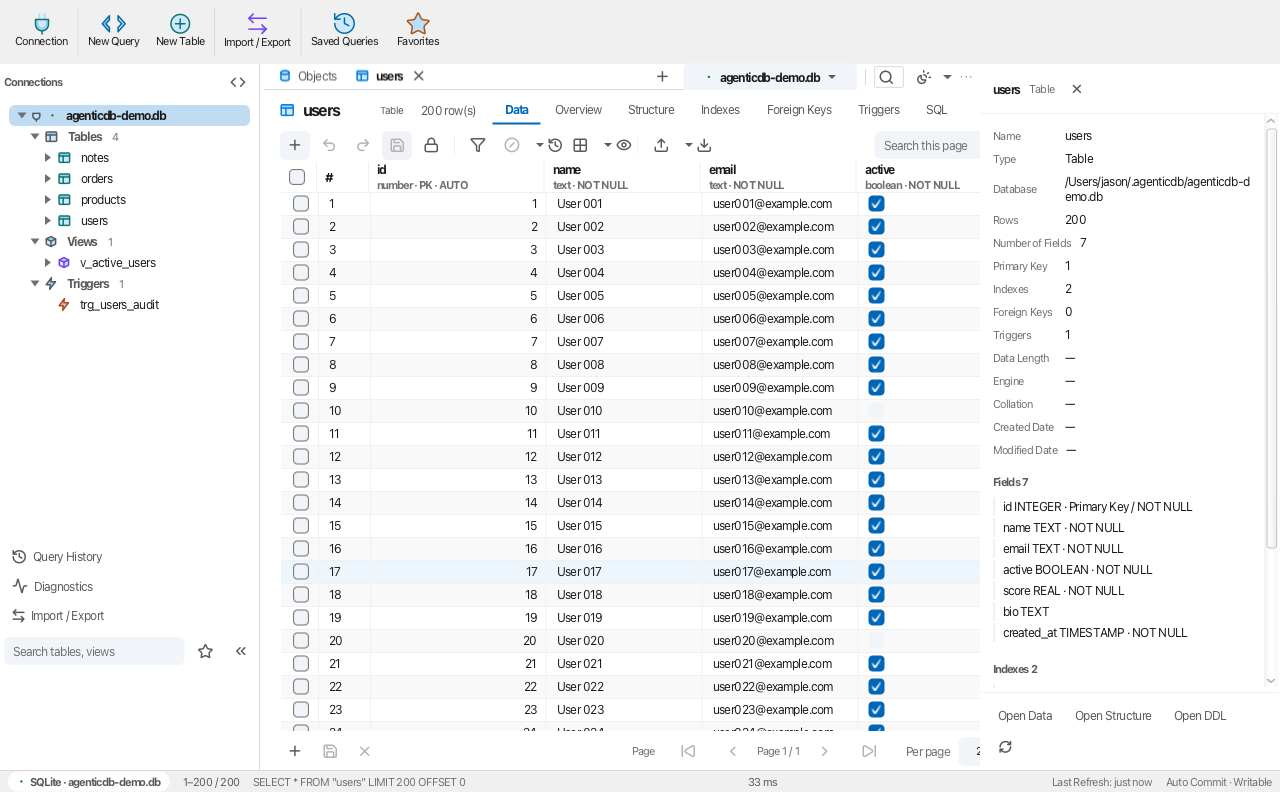 Connection
New Query
New Table
Import / Export
Saved Queries
Favorites
Connections
agenticdb-demo.db
Tables 4
notes
orders
products
users
Views 1
v_active_users
Triggers 1
trg_users_audit
Query History
Diagnostics
Import / Export
Search tables, views
Objects
users
agenticdb-demo.db
users
Table
200 row(s)
Data
Overview
Structure
Indexes
Foreign Keys
Triggers
SQL
Search this page
# id name email active
number · PK · AUTO text · NOT NULL text · NOT NULL boolean · NOT NULL
1 1 User 001 user001@example.com
2 2 User 002 user002@example.com
3 3 User 003 user003@example.com
4 4 User 004 user004@example.com
5 5 User 005 user005@example.com
6 6 User 006 user006@example.com
7 7 User 007 user007@example.com
8 8 User 008 user008@example.com
9 9 User 009 user009@example.com
10 10 User 010 user010@example.com
11 11 User 011 user011@example.com
12 12 User 012 user012@example.com
13 13 User 013 user013@example.com
14 14 User 014 user014@example.com
15 15 User 015 user015@example.com
16 16 User 016 user016@example.com
17 17 User 017 user017@example.com
18 18 User 018 user018@example.com
19 19 User 019 user019@example.com
20 20 User 020 user020@example.com
21 21 User 021 user021@example.com
22 22 User 022 user022@example.com
23 23 User 023 user023@example.com
Page
Page 1 / 1
Per page
users Table
Name users
Type Table
Database /Users/jason/.agenticdb/agenticdb-d
emo.db
Rows 200
Number of Fields 7
Primary Key 1
Indexes 2
Foreign Keys 0
Triggers 1
Data Length —
Engine —
Collation —
Created Date —
Modified Date —
Fields 7
id INTEGER · Primary Key / NOT NULL
name TEXT · NOT NULL
email TEXT · NOT NULL
active BOOLEAN · NOT NULL
score REAL · NOT NULL
bio TEXT
created_at TIMESTAMP · NOT NULL
Indexes 2
Open Data
Open Structure
Open DDL
SQLite · agenticdb-demo.db
1–200 / 200
SELECT * FROM "users" LIMIT 200 OFFSET 0
33 ms
Last Refresh: just now
Auto Commit · Writable